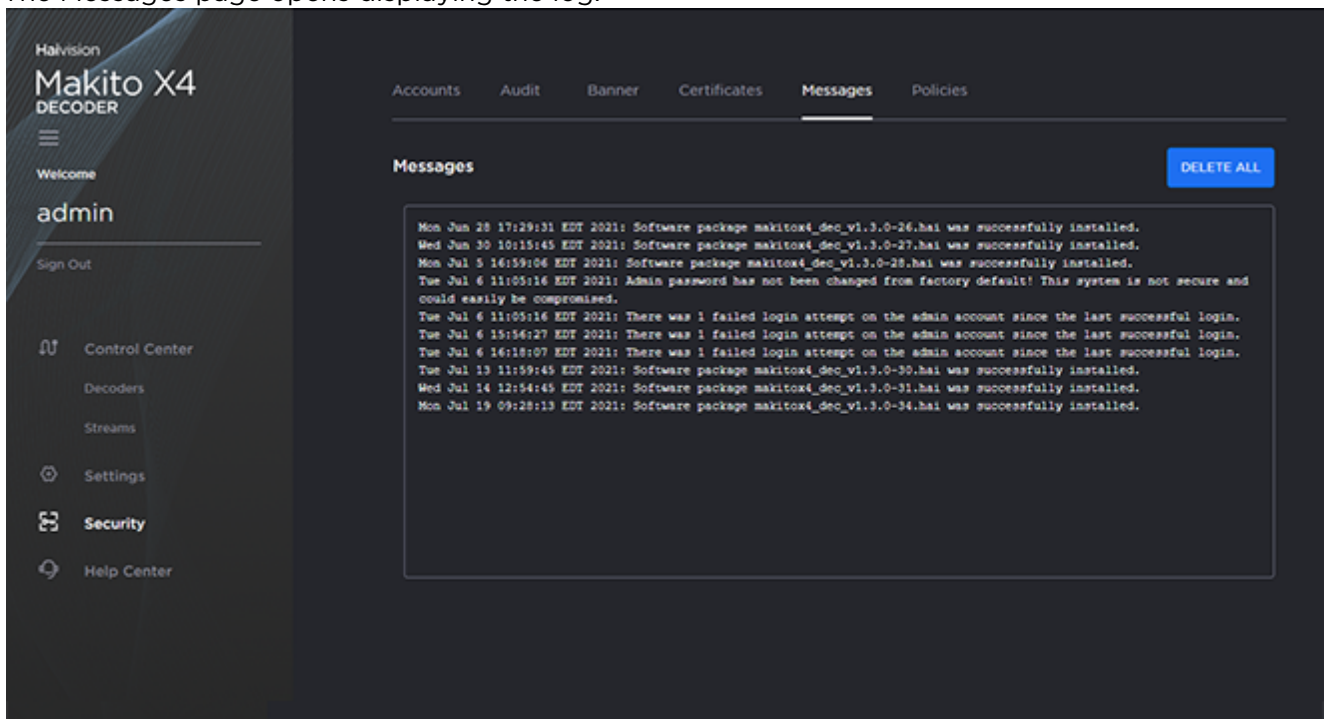 The Messages page opens displaying the log.
Haivision
Makito X4
DECODER
Welcome
admin
Sign Out
Control Center
Decoders
Streams
Settings
Security
Help Center
Accounts Audit Banner Certificates Messages Policies
Messages
DELETE ALL
Mon Jun 28 17:29:31 EDT 2021: Software package makitox4_dec_v1.3.0-26.hai was successfully installed.
Wed Jun 30 10:15:45 EDT 2021: Software package makitox4_dec_v1.3.0-27.hai was successfully installed.
Mon Jul 5 16:59:06 EDT 2021: Software package makitox4_dec_v1.3.0-28.hai was successfully installed.
Tue Jul 6 11:05:16 EDT 2021: Admin password has not been changed from factory default! This system is not secure and
could easily be compromised.
Tue Jul 6 11:05:16 EDT 2021: There was 1 failed login attempt on the admin account since the last successful login.
Tue Jul 6 15:56:27 EDT 2021: There was 1 failed login attempt on the admin account since the last successful login.
Tue Jul 6 16:18:07 EDT 2021: There was 1 failed login attempt on the admin account since the last successful login.
Tue Jul 13 11:59:45 EDT 2021: Software package makitox4_dec_v1.3.0-30.hai was successfully installed.
Wed Jul 14 12:54:45 EDT 2021: Software package makitox4_dec_v1.3.0-31.hai was successfully installed.
Mon Jul 19 09:28:13 EDT 2021: Software package makitox4_dec_v1.3.0-34.hai was successfully installed.